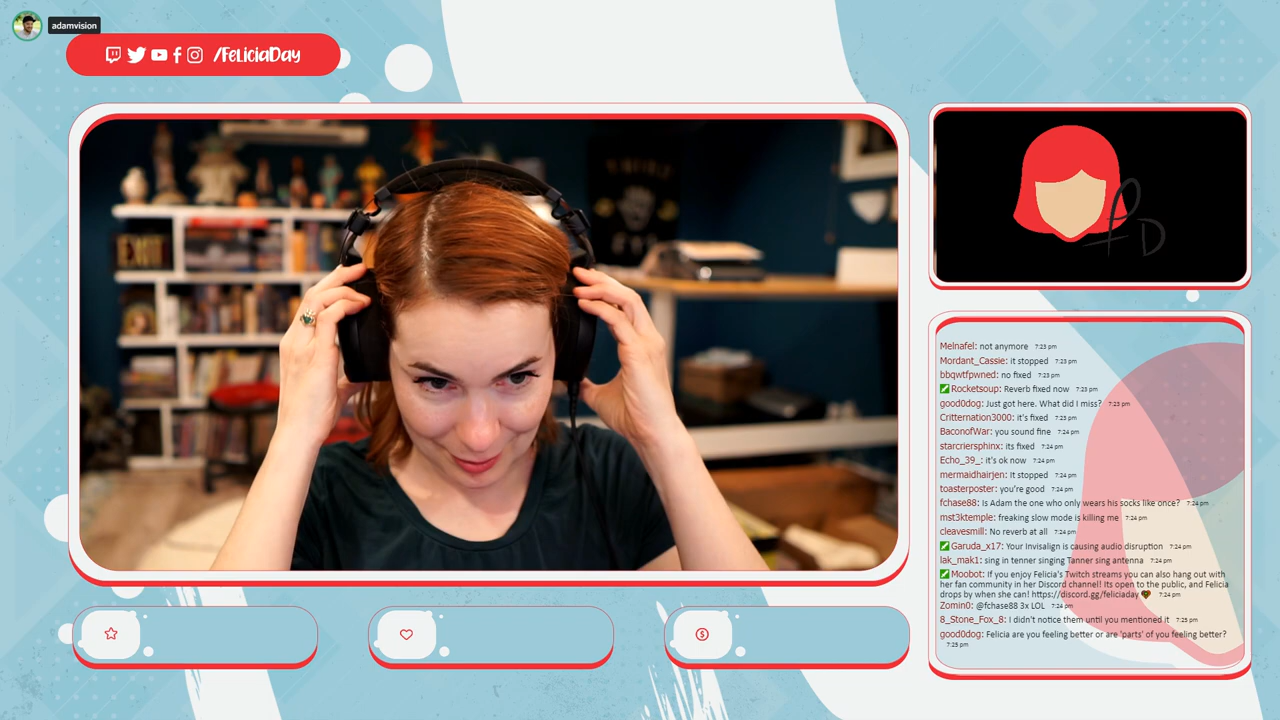 adamvision
/FeliciaDay
EXIT
FD
Melnafel: not anymore 7:23 pm
Mordant_Cassie: it stopped 7:23 pm
bbqwtfpwned: no fixed 7:23 pm
Rocketsoup: Reverb fixed now 7:23 pm
good0dog: Just got here. What did I miss? 7:23 pm
Critternation3000: it's fixed 7:23 pm
BaconofWar: you sound fine 7:24 pm
starcriersphinx: its fixed 7:24 pm
Echo_39_: it's ok now 7:24 pm
mermaidhairjen: It stopped 7:24 pm
toasterposter: you're good 7:24 pm
fchase88: Is Adam the one who only wears his socks like once? 7:24 pm
mst3ktemple: freaking slow mode is killing me 7:24 pm
cleavesmill: No reverb at all 7:24 pm
Garuda_x17: Your Invisalign is causing audio disruption 7:24 pm
lak_mak1: sing in tenner singing Tanner sing antenna 7:24 pm
Moobot: If you enjoy Felicia's Twitch streams you can also hang out with
her fan community in her Discord channel! Its open to the public, and Felicia
drops by when she can! https://discord.gg/feliciaday 7:24 pm
Zomin0: @fchase88 3x LOL 7:24 pm
8_Stone_Fox_8: I didn't notice them until you mentioned it 7:25 pm
good0dog: Felicia are you feeling better or are 'parts' of you feeling better?
7:25 pm